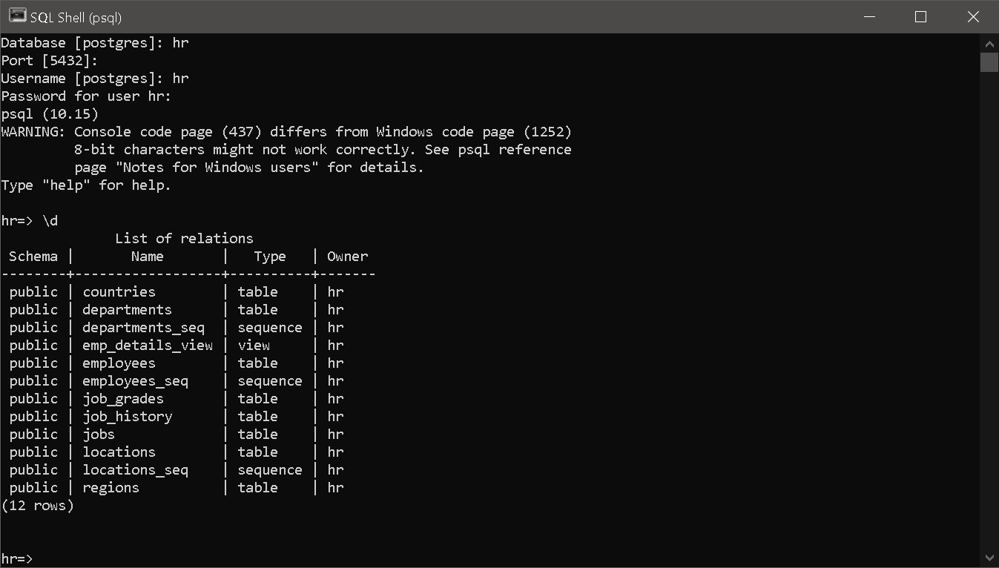 SQL Shell (psql)
Database [postgres]: hr
Port [5432]:
Username [postgres]: hr
Password for user hr:
psql (10.15)
WARNING: Console code page (437) differs from Windows code page (1252)
         8-bit characters might not work correctly. See psql reference
         page "Notes for Windows users" for details.
Type "help" for help.

hr=> \d
              List of relations
 Schema |       Name       |   Type   | Owner
--------+------------------+----------+-------
 public | countries        | table    | hr
 public | departments      | table    | hr
 public | departments_seq  | sequence | hr
 public | emp_details_view | view     | hr
 public | employees        | table    | hr
 public | employees_seq    | sequence | hr
 public | job_grades       | table    | hr
 public | job_history      | table    | hr
 public | jobs             | table    | hr
 public | locations        | table    | hr
 public | locations_seq    | sequence | hr
 public | regions          | table    | hr
(12 rows)

hr=>